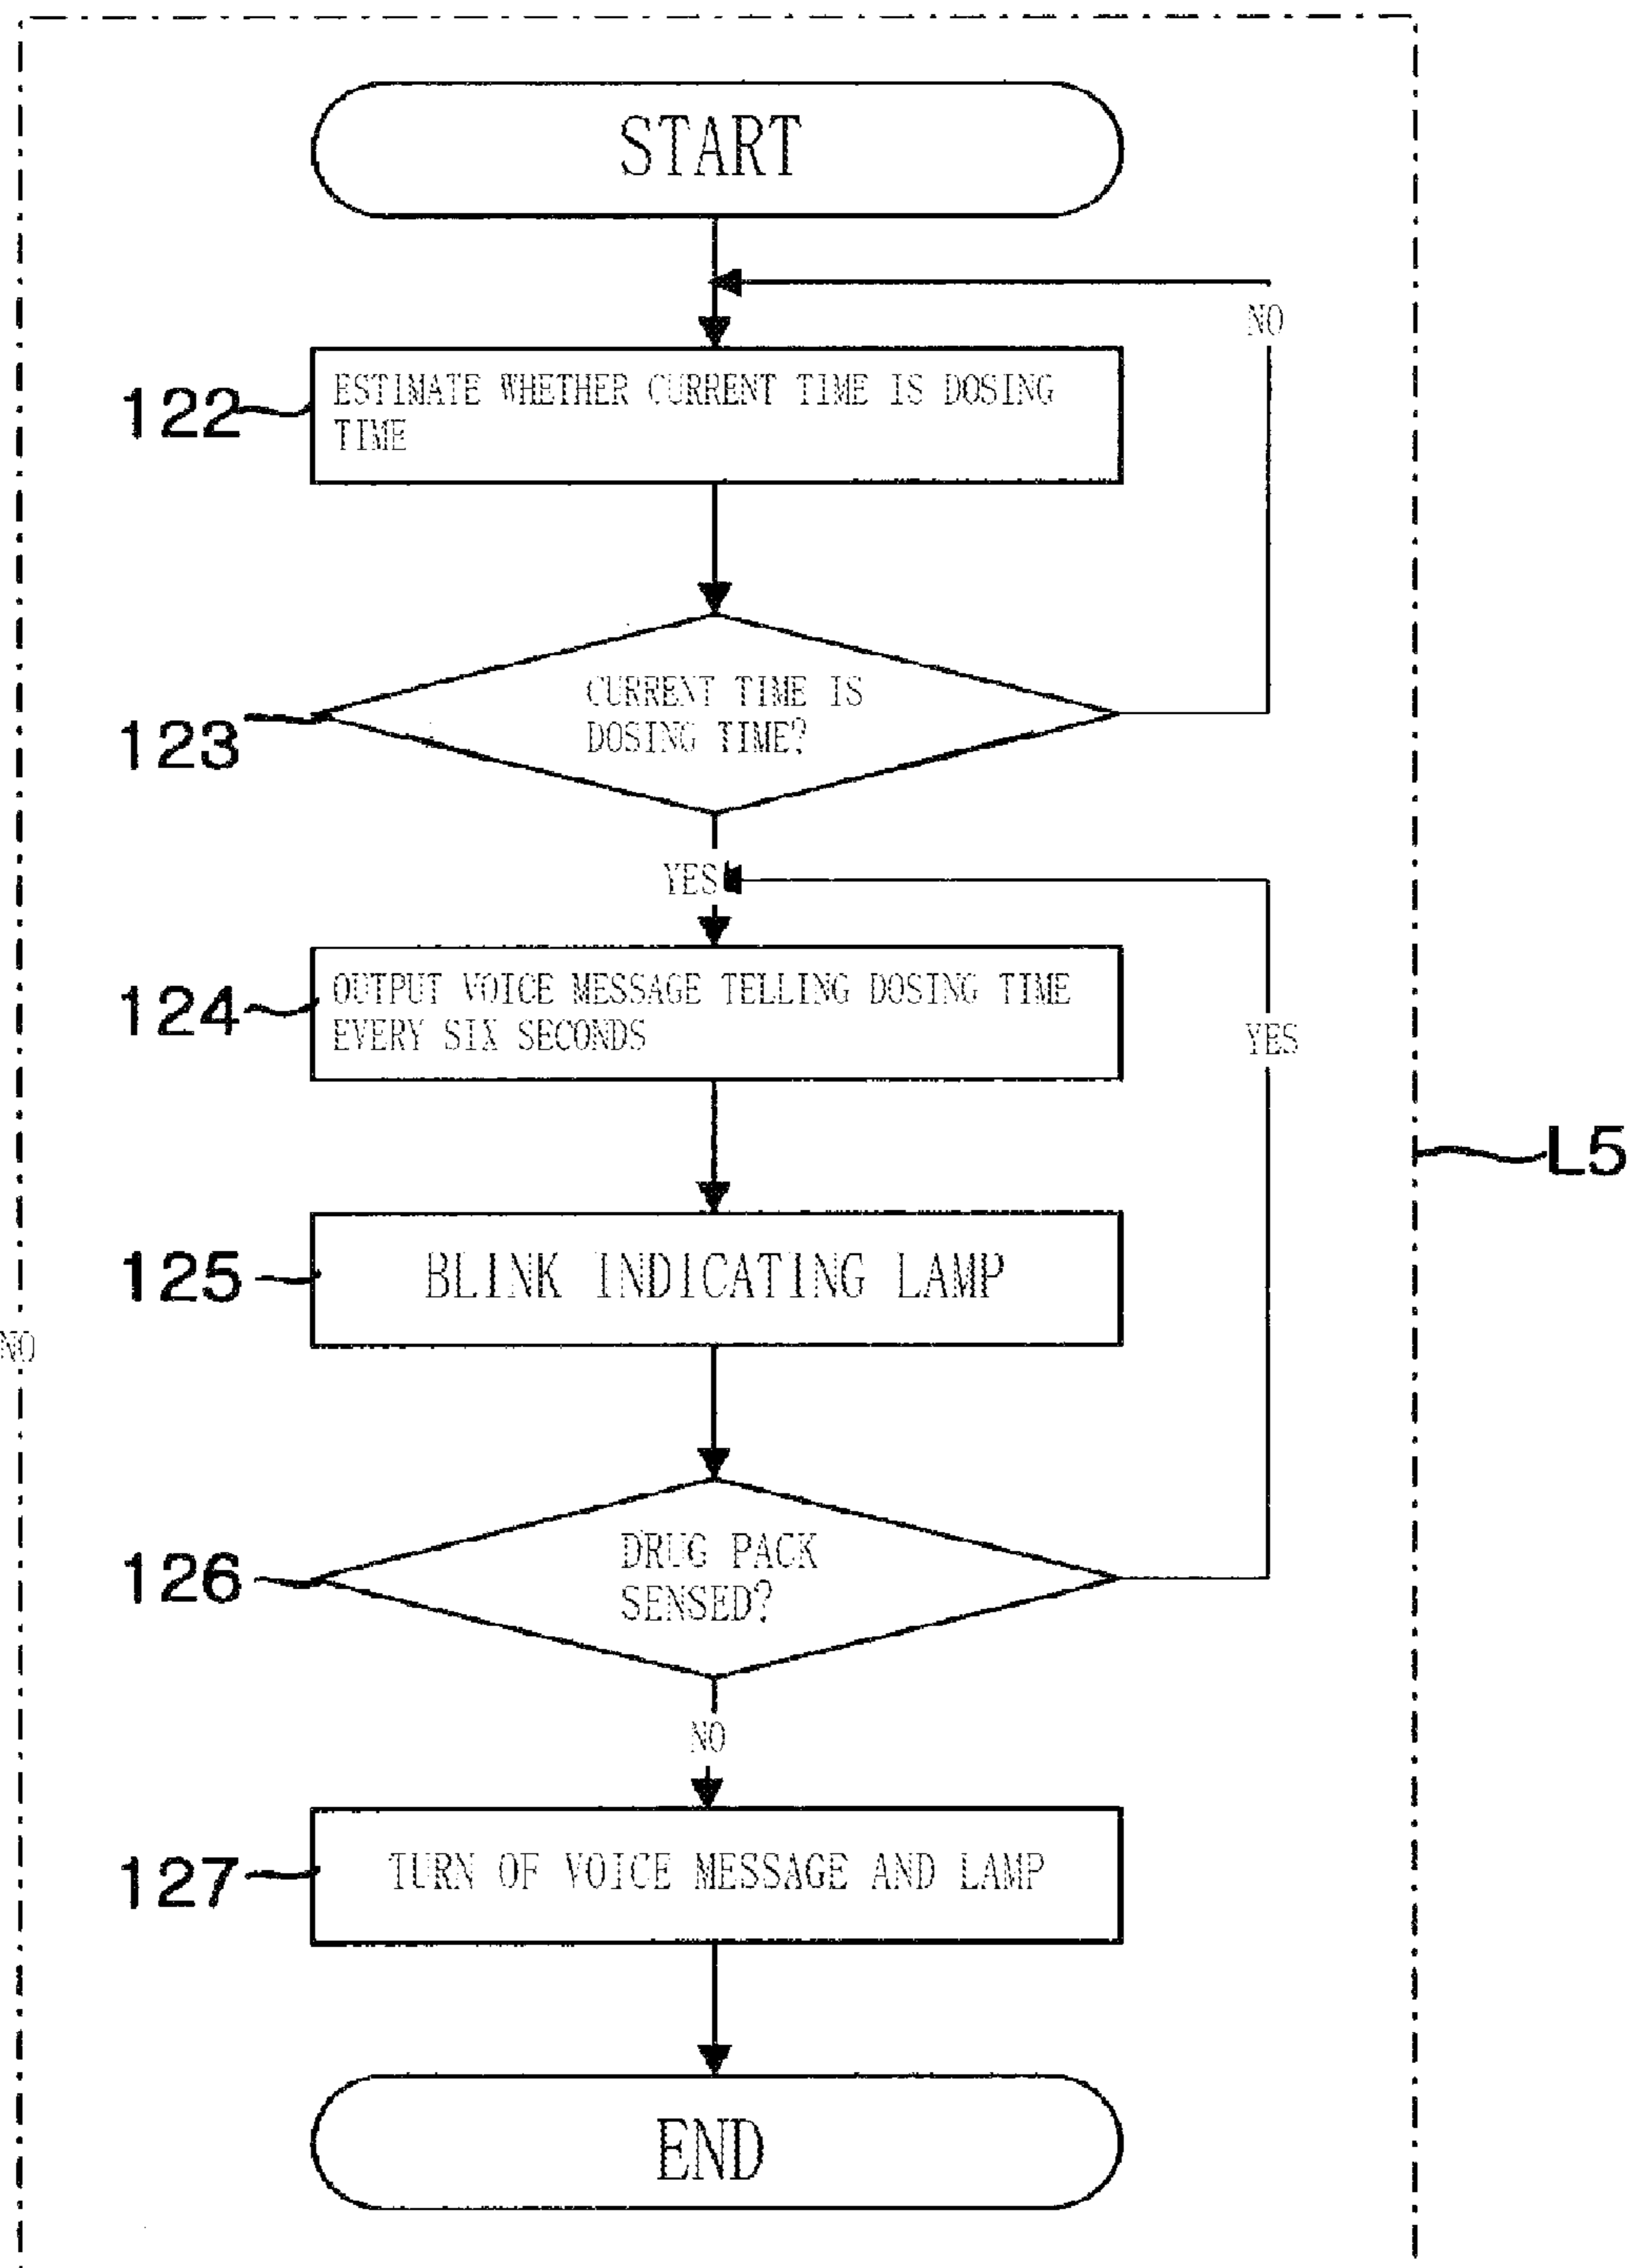 START
NO
122
ESTIMATE WHETHER CURRENT TIME IS DOSING
TIME
CURRENT TIME IS
DOSING TIME?
123
YES
124
OUTPUT VOICE MESSAGE TELLING DOSING TIME
EVERY SIX SECONDS
YES
L5
125
BLINK INDICATING LAMP
NO
126
DRUG PACK
SENSED?
NO
127
TURN OF VOICE MESSAGE AND LAMP
END